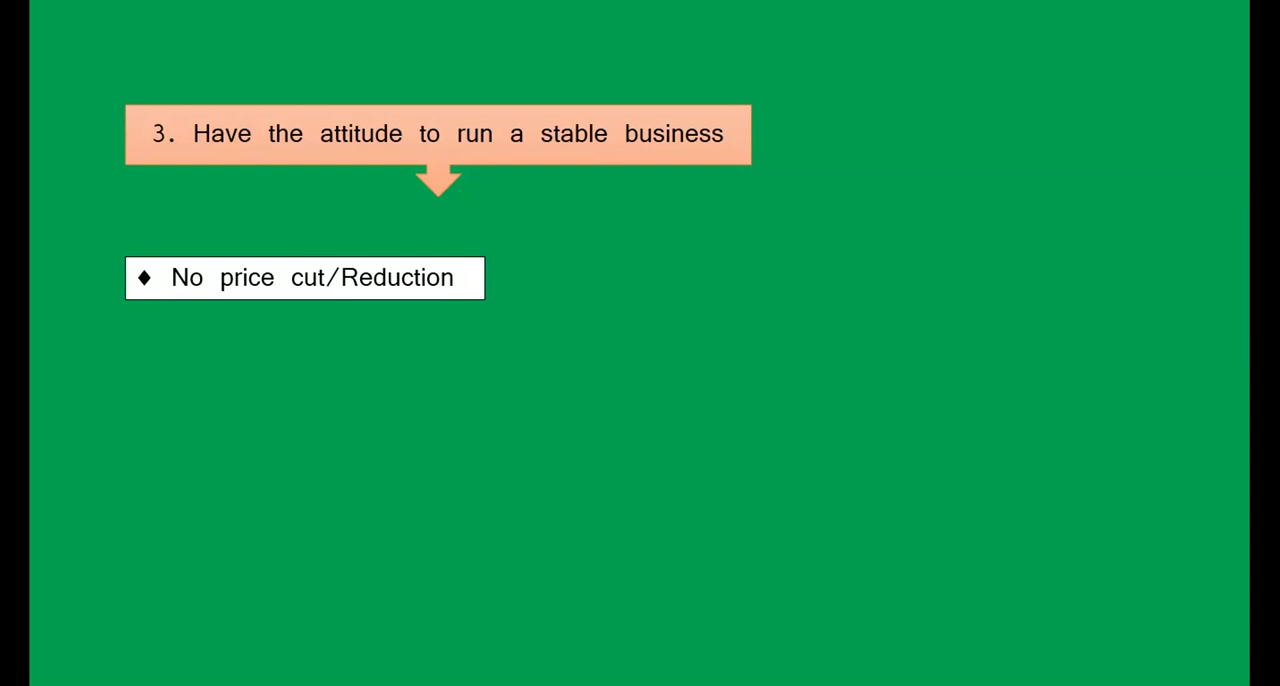 3. Have the attitude to run a stable business
♦ No price cut/Reduction